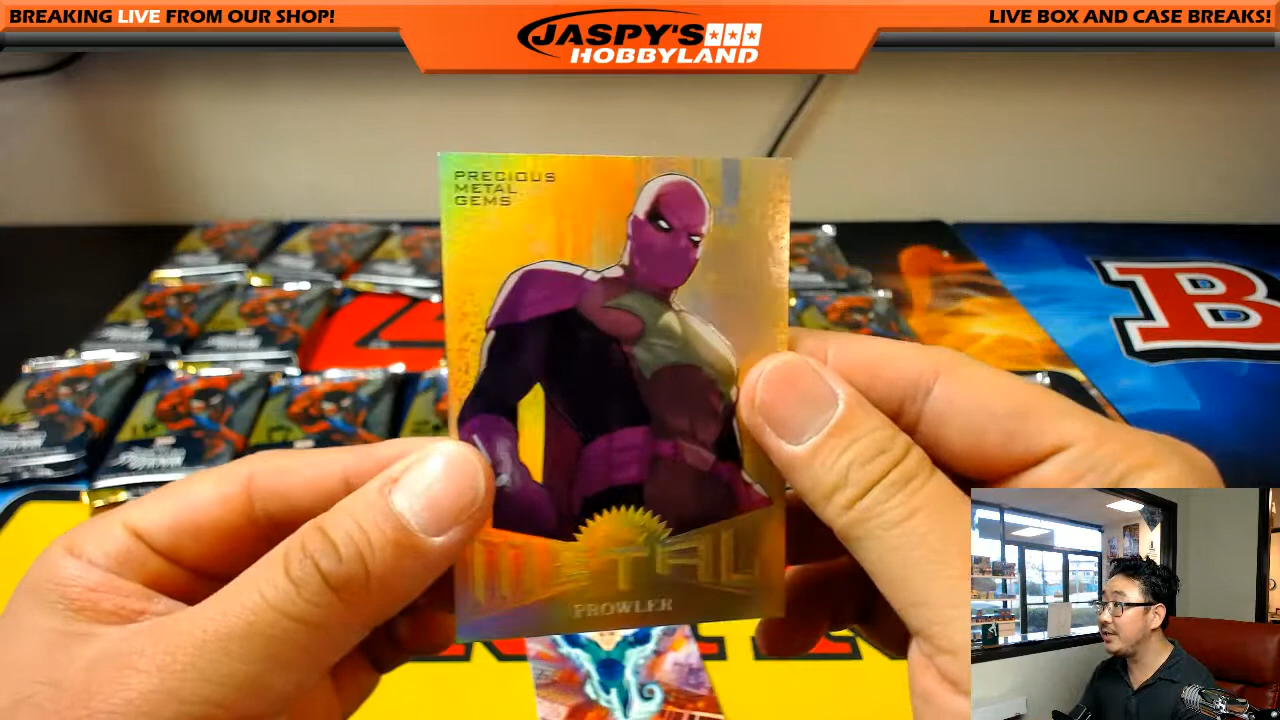 BREAKING LIVE FROM OUR SHOP!
JASPY'S
HOBBYLAND
LIVE BOX AND CASE BREAKS!
PRECIOUS
METAL
GEMS
B
METAL
PROWLER